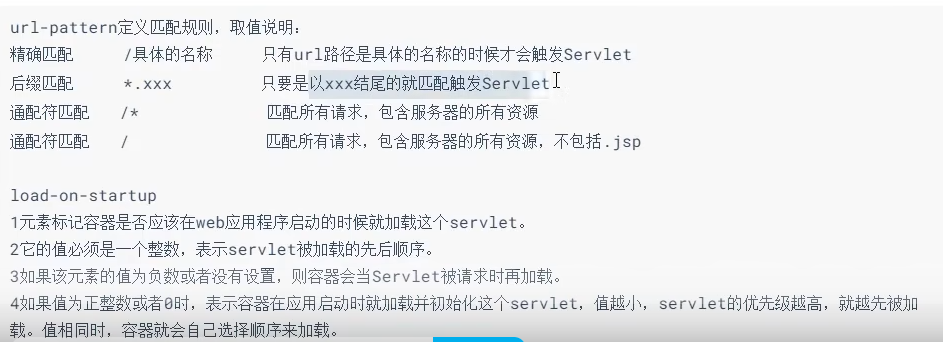 url-pattern定义匹配规则，取值说明：
精确匹配 /具体的名称 只有url路径是具体的名称的时候才会触发Servlet
后缀匹配 *.xxx 只要是以xxx结尾的就匹配触发Servlet
通配符匹配 /* 匹配所有请求，包含服务器的所有资源
通配符匹配 / 匹配所有请求，包含服务器的所有资源，不包括.jsp
load-on-startup
1元素标记容器是否应该在web应用程序启动的时候就加载这个servlet。
2它的值必须是一个整数，表示servlet被加载的先后顺序。
3如果该元素的值为负数或者没有设置，则容器会当Servlet被请求时再加载。
4如果值为正整数或者0时，表示容器在应用启动时就加载并初始化这个servlet，值越小，servlet的优先级越高，就越先被加
载。值相同时，容器就会自己选择顺序来加载。